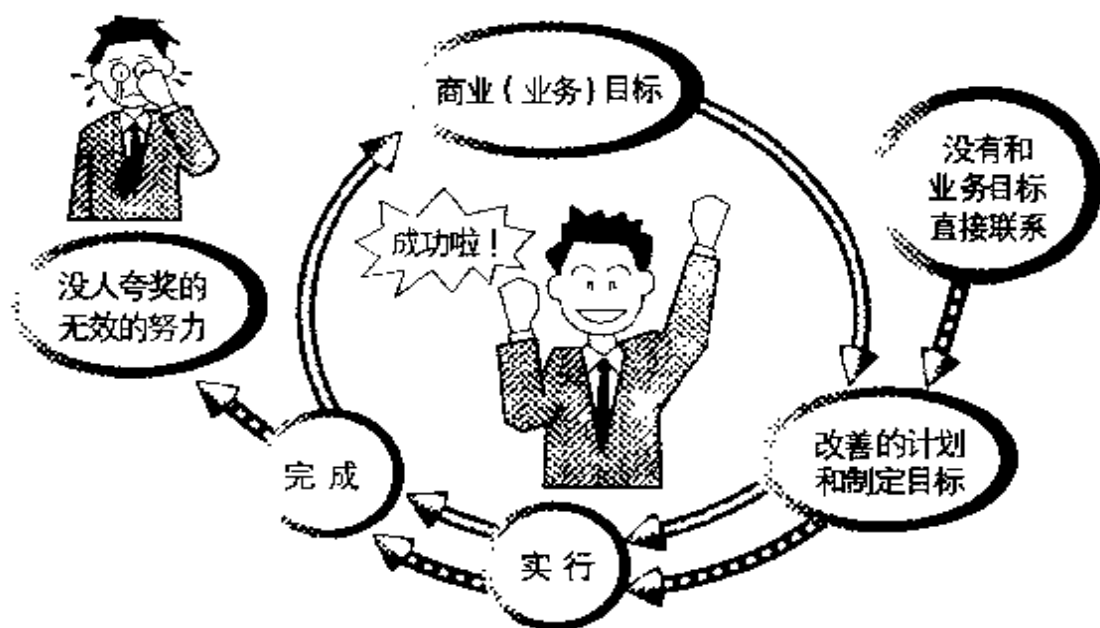 商业(业务)目标
没有和
业务目标
直接联系
成功啦!
没人夸奖的
无效的努力
改善的计划
和制定目标
完成
实行